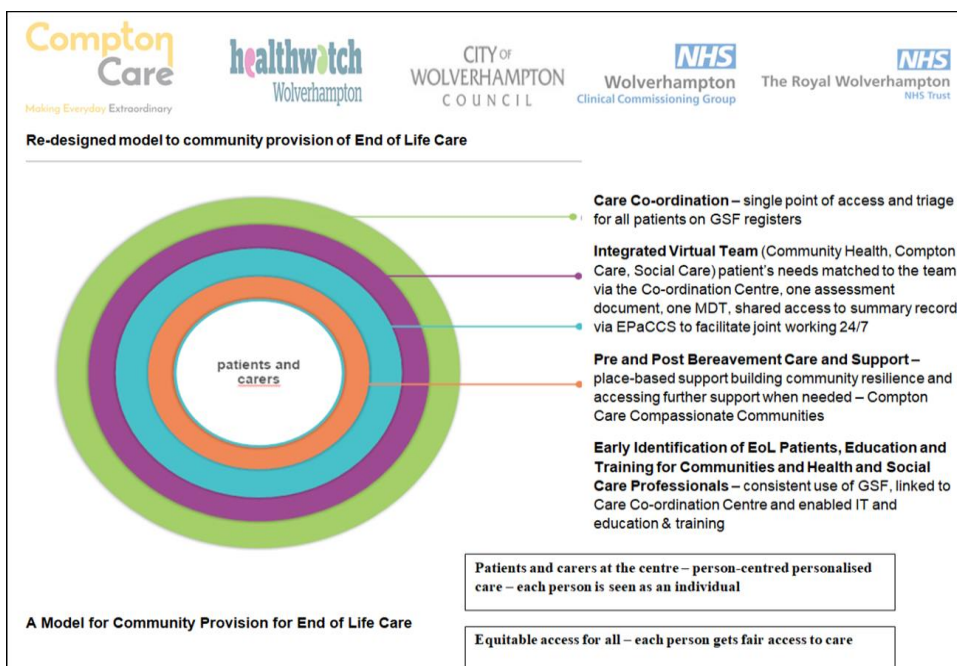 Compton
Care
Making Everyday Extraordinary
healthwatch
Wolverhampton
CITY OF
WOLVERHAMPTON
COUNCIL
NHS
Wolverhampton
Clinical Commissioning Group
NHS
The Royal Wolverhampton
NHS Trust
Re-designed model to community provision of End of Life Care
patients and
carers
Care Co-ordination – single point of access and triage
for all patients on GSF registers
Integrated Virtual Team (Community Health, Compton
Care, Social Care) patient's needs matched to the team
via the Co-ordination Centre, one assessment
document, one MDT, shared access to summary record
via EPaCCS to facilitate joint working 24/7
Pre and Post Bereavement Care and Support –
place-based support building community resilience and
accessing further support when needed – Compton
Care Compassionate Communities
Early Identification of EoL Patients, Education and
Training for Communities and Health and Social
Care Professionals – consistent use of GSF, linked to
Care Co-ordination Centre and enabled IT and
education & training
Patients and carers at the centre – person-centred personalised
care – each person is seen as an individual
A Model for Community Provision for End of Life Care
Equitable access for all – each person gets fair access to care